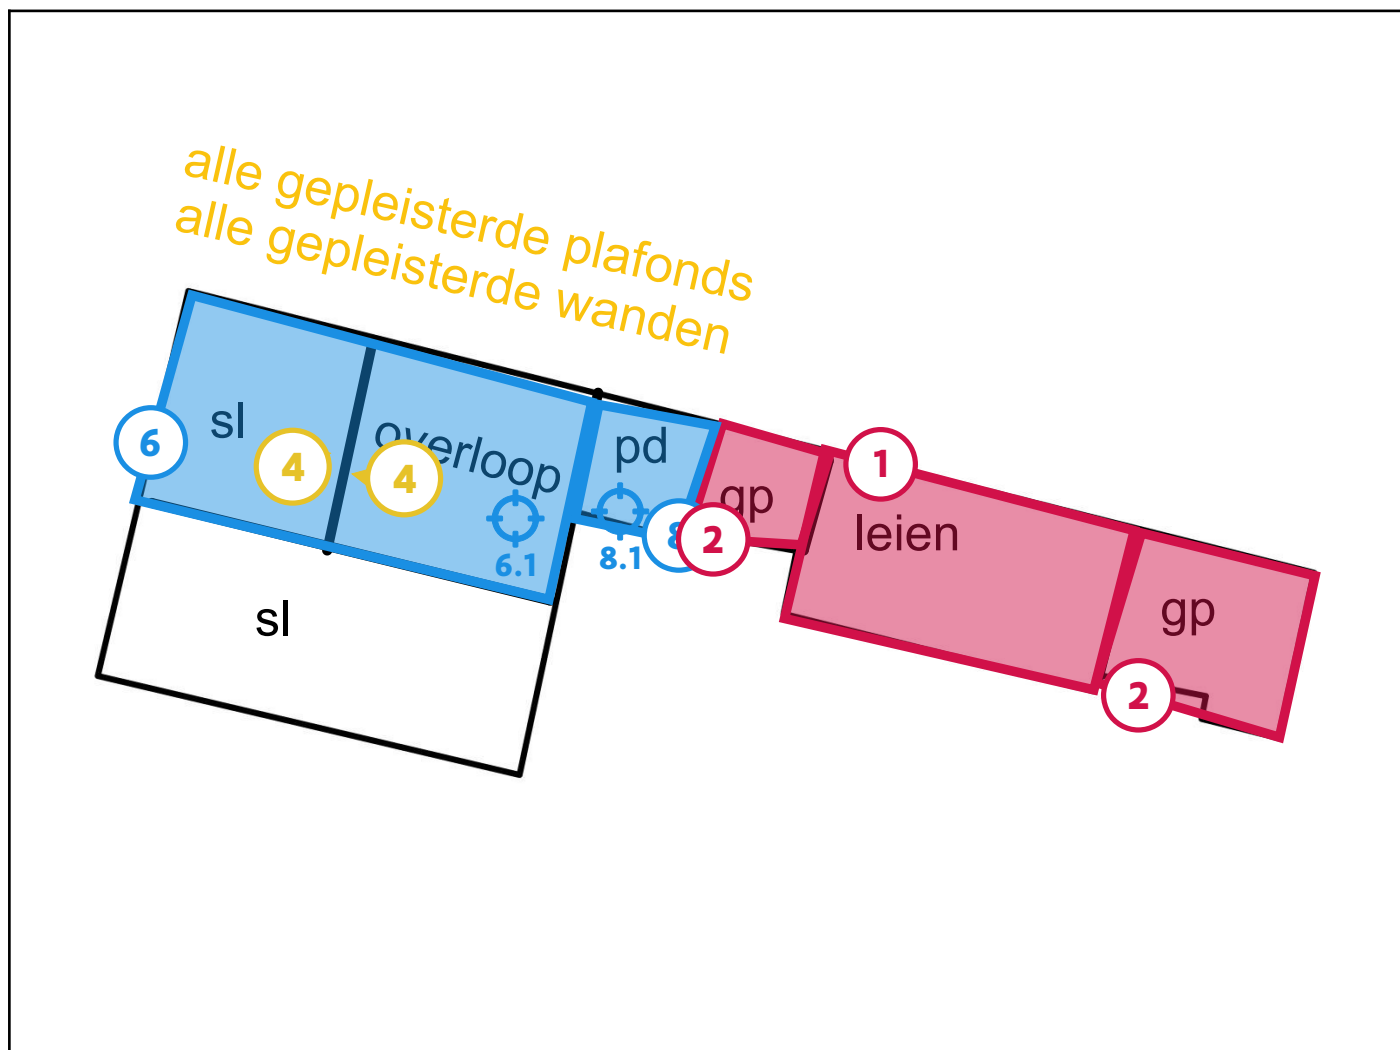 alle gepleisterde plafonds
alle gepleisterde wanden
sl
overloop
pd
gp
leien
gp
sl
6
4
4
6.1
8.1
8
2
1
2